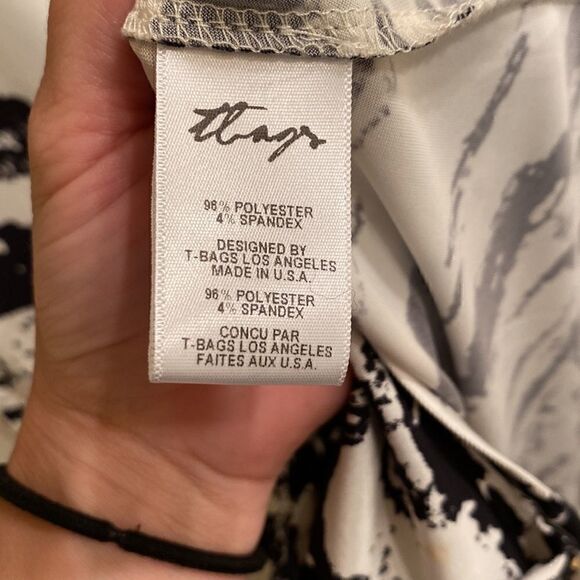 tbags
96% POLYESTER
4% SPANDEX
DESIGNED BY
T-BAGS LOS ANGELES
MADE IN U.S.A.
96% POLYESTER
4% SPANDEX
CONCU PAR
T-BAGS LOS ANGELES
FAITES AUX U.S.A.